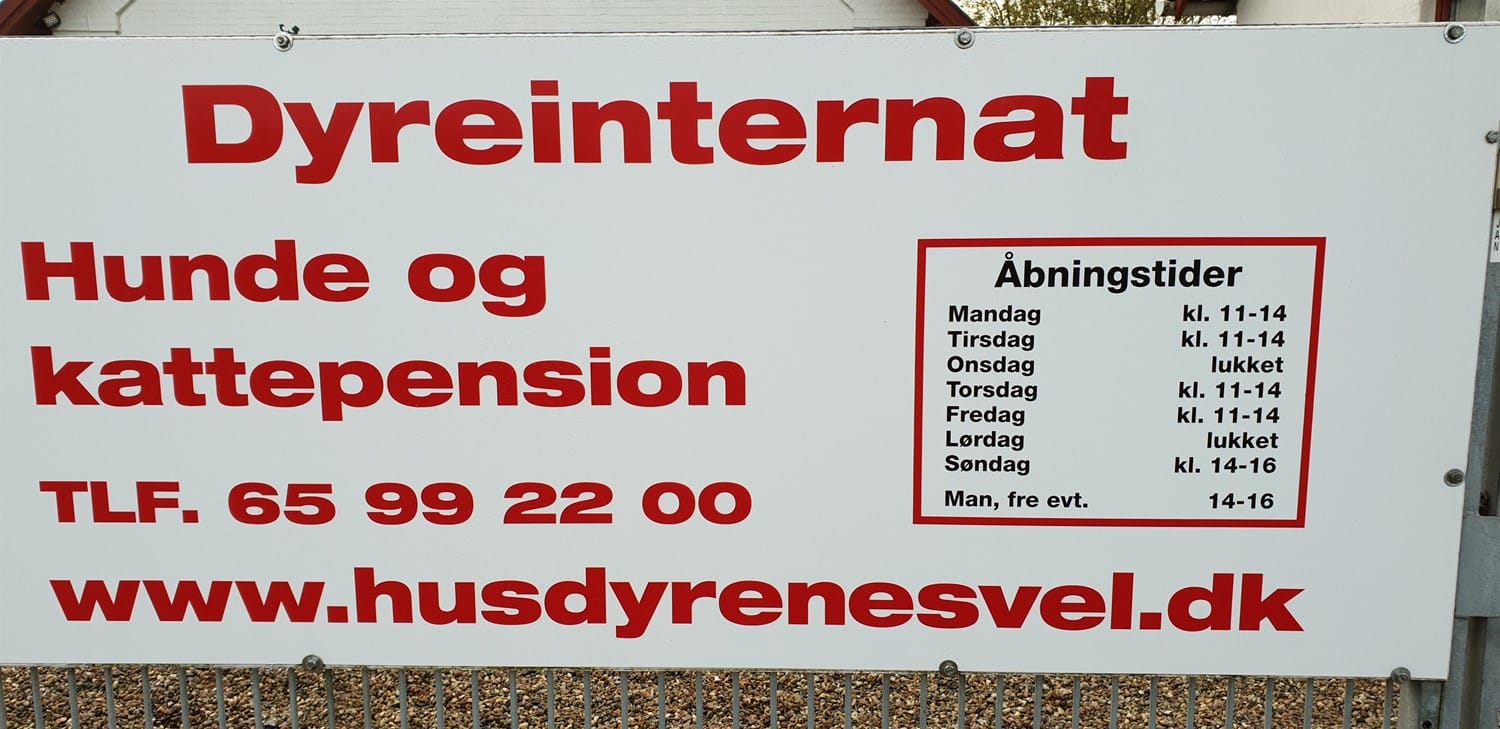 Dyreinternat
Hunde og
kattepension
TLF. 65 99 22 00
www.husdyrenesvel.dk
Åbningstider
Mandag kl. 11-14
Tirsdag kl. 11-14
Onsdag lukket
Torsdag kl. 11-14
Fredag kl. 11-14
Lørdag lukket
Søndag kl. 14-16
Man, fre evt. 14-16